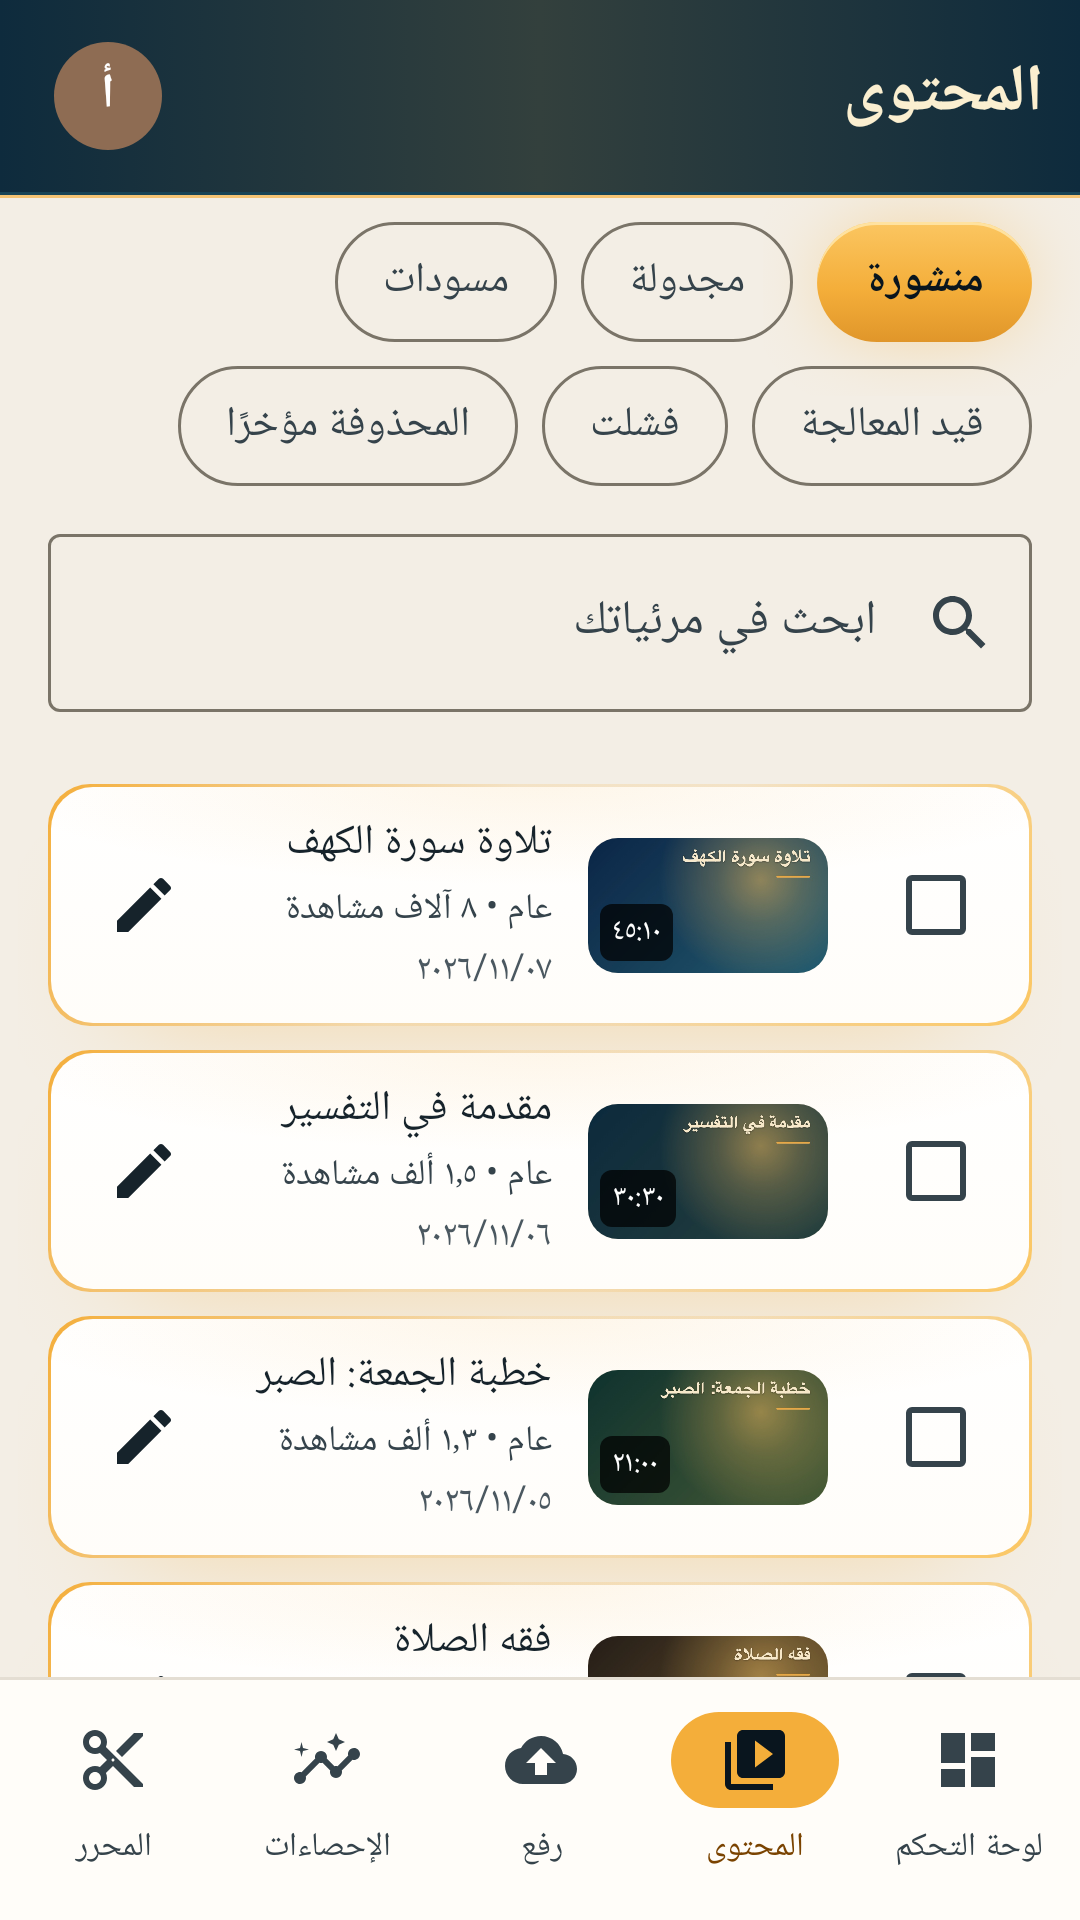 المحتوى
أ
منشورة
مجدولة
مسودات
قيد المعالجة
فشلت
المحذوفة مؤخرًا
ابحث في مرئياتك
تلاوة سورة الكهف
٤٥:١٠
تلاوة سورة الكهف
عام • ٨ آلاف مشاهدة
٢٠٢٦/١١/٠٧
مقدمة في التفسير
٣٠:٣٠
مقدمة في التفسير
عام • ١٫٥ ألف مشاهدة
٢٠٢٦/١١/٠٦
خطبة الجمعة: الصبر
٢١:٠٠
خطبة الجمعة: الصبر
عام • ١٫٣ ألف مشاهدة
٢٠٢٦/١١/٠٥
فقه الصلاة
فقه الصلاة
لوحة التحكم
المحتوى
رفع
الإحصاءات
المحرر